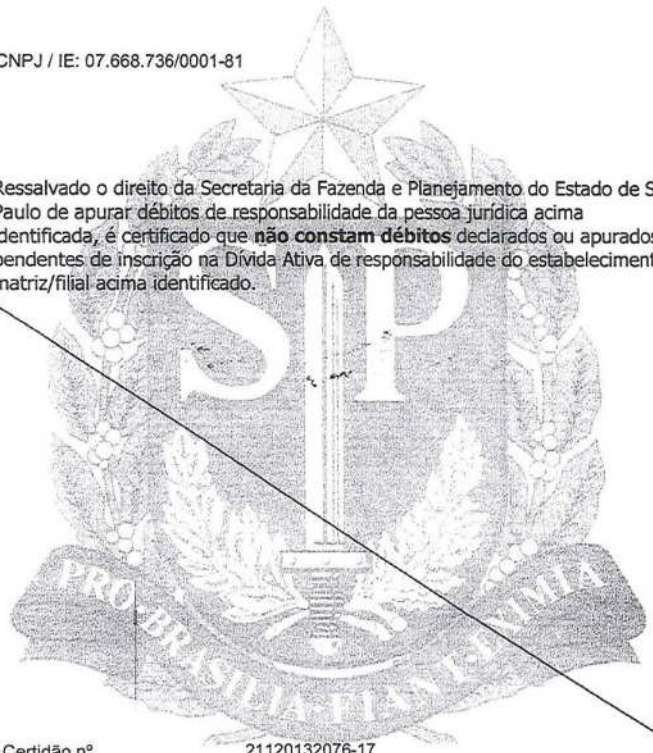 CNPJ / IE: 07.668.736/0001-81
Ressalvado o direito da Secretaria da Fazenda e Planejamento do Estado de S
Paulo de apurar débitos de responsabilidade da pessoa jurídica acima
identificada, é certificado que não constam débitos declarados ou apurados
pendentes de inscrição na Dívida Ativa de responsabilidade do estabeleciment
matriz/filial acima identificado.
SP
PRO·BRASILIA·FIANT·EXIMIA
Certidão nº 21120132076-17